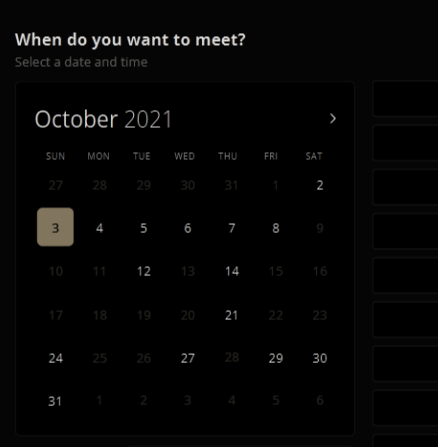 When do you want to meet?
Select a date and time
October 2021
SUN MON TUE WED THU FRI SAT
27 28 29 30 31 1 2
3 4 5 6 7 8 9
10 11 12 13 14 15 16
17 18 19 20 21 22 23
24 25 26 27 28 29 30
31 1 2 3 4 5 6